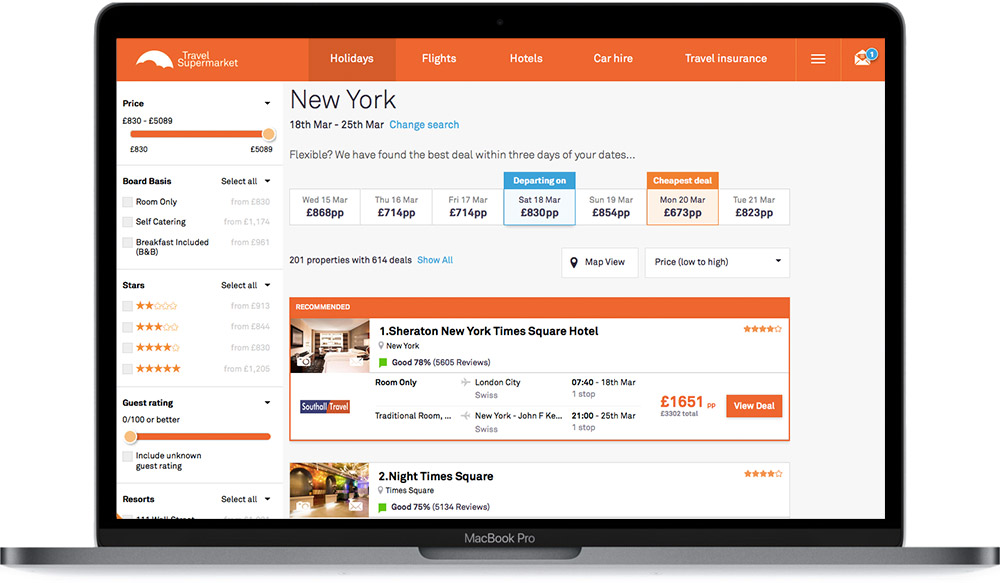 Travel
Supermarket
Holidays
Flights
Hotels
Car hire
Travel insurance
1
Price
£830 - £5089
£830
£5089
Board Basis
Select all
Room Only
from £830
Self Catering
from £1,174
Breakfast Included
(B&B)
from £961
Stars
Select all
from £913
from £844
from £830
from £1,205
Guest rating
0/100 or better
Include unknown
guest rating
Resorts
Select all
111 Wall Street
New York
18th Mar - 25th Mar Change search
Flexible? We have found the best deal within three days of your dates...
Departing on
Cheapest deal
Wed 15 Mar
£868pp
Thu 16 Mar
£714pp
Fri 17 Mar
£714pp
Sat 18 Mar
£830pp
Sun 19 Mar
£854pp
Mon 20 Mar
£673pp
Tue 21 Mar
£823pp
201 properties with 614 deals Show All
Map View
Price (low to high)
RECOMMENDED
1.Sheraton New York Times Square Hotel
New York
Good 78% (5605 Reviews)
Southall Travel
Room Only
London City
07:40 - 18th Mar
Swiss
1 stop
Traditional Room, ...
New York - John F Ke...
21:00 - 25th Mar
Swiss
1 stop
£1651 pp
£3302 total
View Deal
2.Night Times Square
Times Square
Good 75% (5134 Reviews)
MacBook Pro